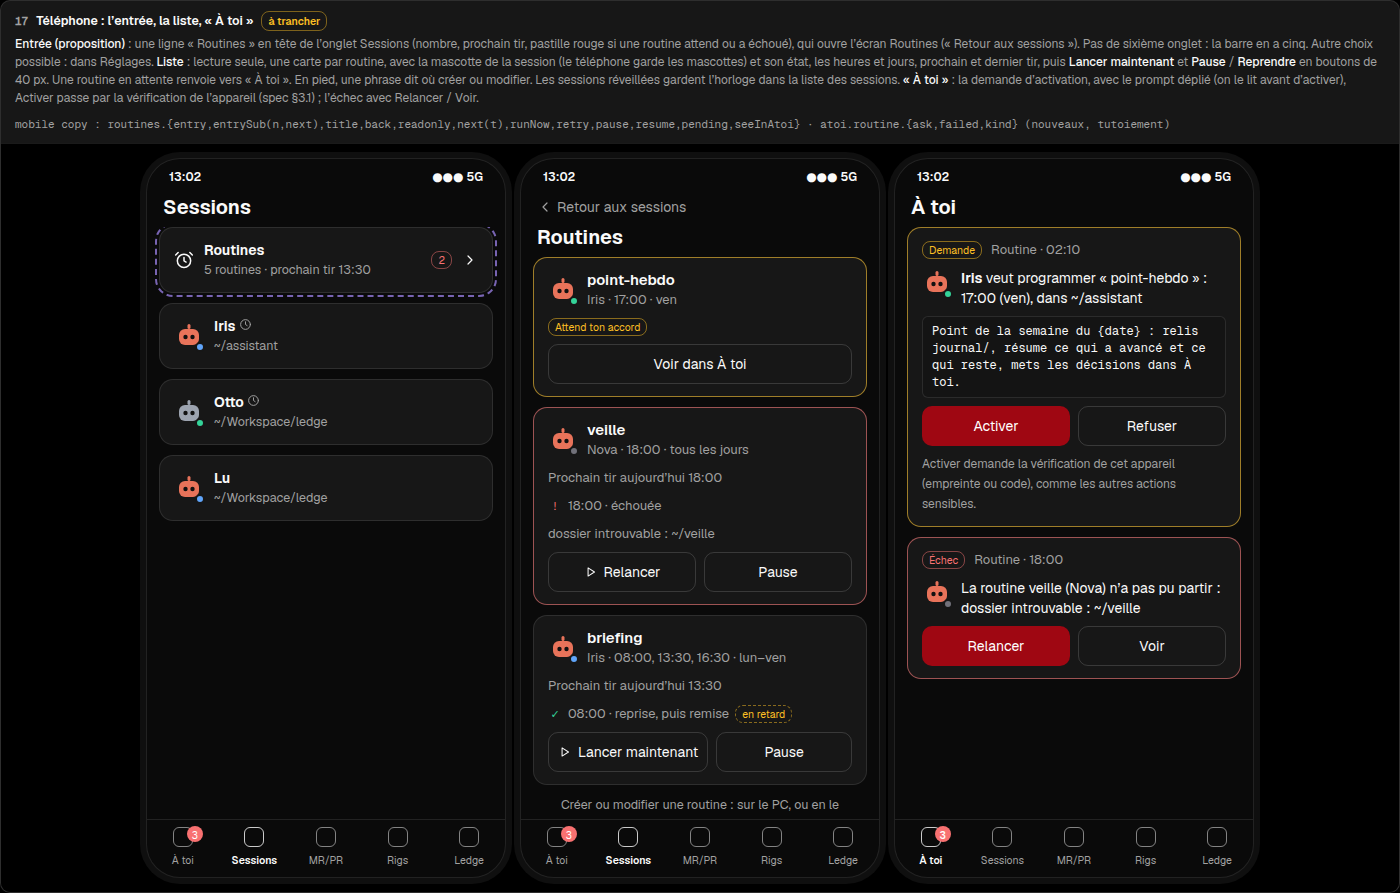 17 Téléphone : l'entrée, la liste, « À toi » à trancher
Entrée (proposition) : une ligne « Routines » en tête de l'onglet Sessions (nombre, prochain tir, pastille rouge si une routine attend ou a échoué), qui ouvre l'écran Routines (« Retour aux sessions »). Pas de sixième onglet : la barre en a cinq. Autre choix
possible : dans Réglages. Liste : lecture seule, une carte par routine, avec la mascotte de la session (le téléphone garde les mascottes) et son état, les heures et jours, prochain et dernier tir, puis Lancer maintenant et Pause / Reprendre en boutons de
40 px. Une routine en attente renvoie vers « À toi ». En pied, une phrase dit où créer ou modifier. Les sessions réveillées gardent l'horloge dans la liste des sessions. « À toi » : la demande d'activation, avec le prompt déplié (on le lit avant d'activer),
Activer passe par la vérification de l'appareil (spec §3.1) ; l'échec avec Relancer / Voir.
mobile copy : routines.{entry,entrySub(n,next),title,back,readonly,next(t),runNow,retry,pause,resume,pending,seeInAtoi} · atoi.routine.{ask,failed,kind} (nouveaux, tutoiement)
13:02 5G
Sessions
Routines
5 routines · prochain tir 13:30
2
Iris
~/assistant
Otto
~/Workspace/ledge
Lu
~/Workspace/ledge
3
À toi Sessions MR/PR Rigs Ledge
13:02 5G
Retour aux sessions
Routines
point-hebdo
Iris · 17:00 · ven
Attend ton accord
Voir dans À toi
veille
Nova · 18:00 · tous les jours
Prochain tir aujourd'hui 18:00
! 18:00 · échouée
dossier introuvable : ~/veille
Relancer Pause
briefing
Iris · 08:00, 13:30, 16:30 · lun–ven
Prochain tir aujourd'hui 13:30
✓ 08:00 · reprise, puis remise en retard
Lancer maintenant Pause
Créer ou modifier une routine : sur le PC, ou en le
3
À toi Sessions MR/PR Rigs Ledge
13:02 5G
À toi
Demande Routine · 02:10
Iris veut programmer « point-hebdo » :
17:00 (ven), dans ~/assistant
Point de la semaine du {date} : relis
journal/, résume ce qui a avancé et ce
qui reste, mets les décisions dans À
toi.
Activer Refuser
Activer demande la vérification de cet appareil
(empreinte ou code), comme les autres actions
sensibles.
Échec Routine · 18:00
La routine veille (Nova) n'a pas pu partir :
dossier introuvable : ~/veille
Relancer Voir
3
À toi Sessions MR/PR Rigs Ledge